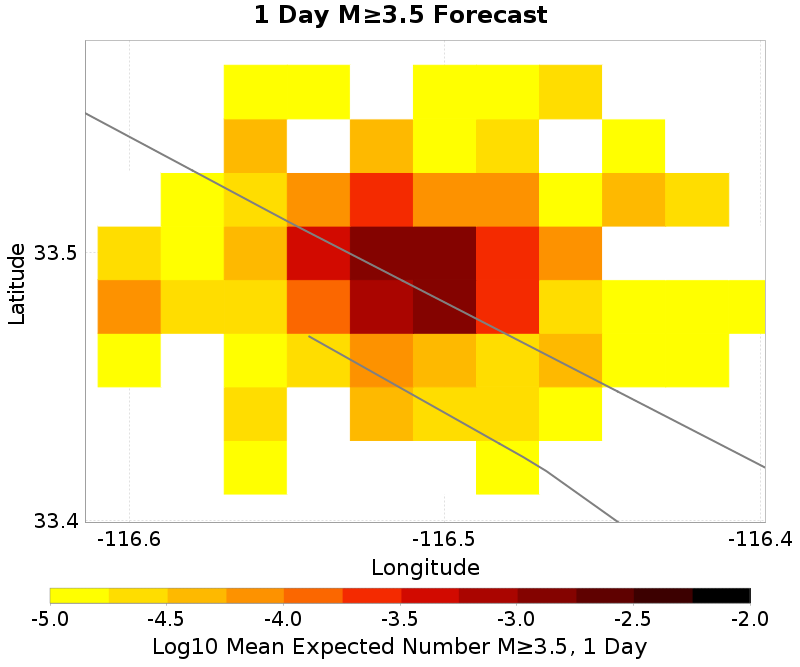 1 Day M≥3.5 Forecast
Latitude
33.5
33.4
-116.6 -116.5 -116.4
Longitude
-5.0 -4.5 -4.0 -3.5 -3.0 -2.5 -2.0
Log10 Mean Expected Number M≥3.5, 1 Day